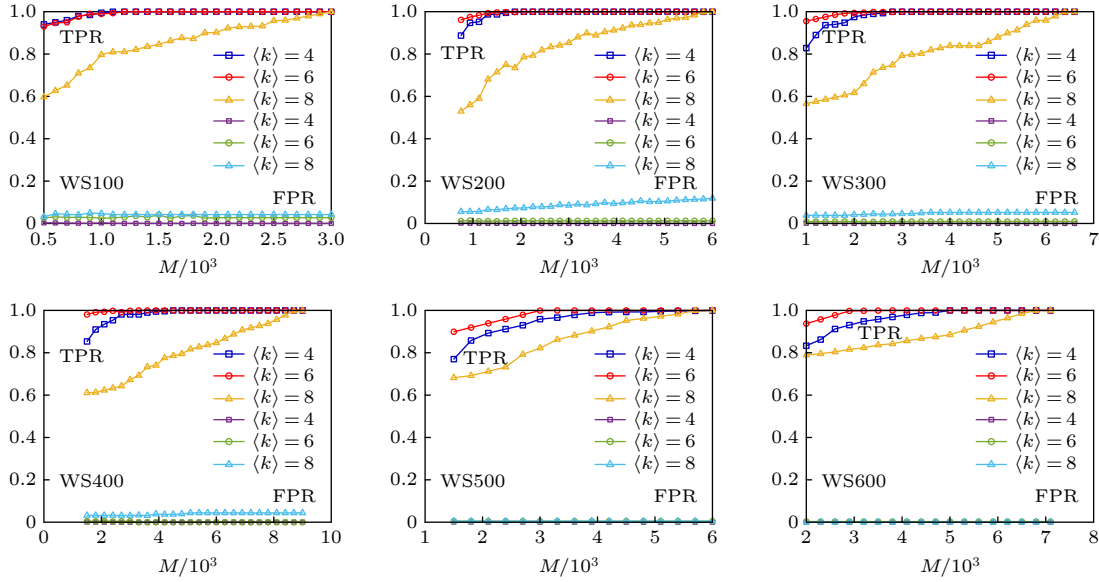 1.0
0.8
0.6
0.4
0.2
0
TPR
⟨k⟩ = 4
⟨k⟩ = 6
⟨k⟩ = 8
⟨k⟩ = 4
⟨k⟩ = 6
⟨k⟩ = 8
WS100
FPR
0.5 1.0 1.5 2.0 2.5 3.0
M/10³
1.0
0.8
0.6
0.4
0.2
0
TPR
⟨k⟩ = 4
⟨k⟩ = 6
⟨k⟩ = 8
⟨k⟩ = 4
⟨k⟩ = 6
⟨k⟩ = 8
WS200
FPR
0 1 2 3 4 5 6
M/10³
1.0
0.8
0.6
0.4
0.2
0
TPR
⟨k⟩ = 4
⟨k⟩ = 6
⟨k⟩ = 8
⟨k⟩ = 4
⟨k⟩ = 6
⟨k⟩ = 8
WS300
FPR
1 2 3 4 5 6 7
M/10³
1.0
0.8
0.6
0.4
0.2
0
TPR
⟨k⟩ = 4
⟨k⟩ = 6
⟨k⟩ = 8
⟨k⟩ = 4
⟨k⟩ = 6
⟨k⟩ = 8
WS400
FPR
0 2 4 6 8 10
M/10³
1.0
0.8
0.6
0.4
0.2
0
TPR
⟨k⟩ = 4
⟨k⟩ = 6
⟨k⟩ = 8
⟨k⟩ = 4
⟨k⟩ = 6
⟨k⟩ = 8
WS500
FPR
1 2 3 4 5 6
M/10³
1.0
0.8
0.6
0.4
0.2
0
TPR
⟨k⟩ = 4
⟨k⟩ = 6
⟨k⟩ = 8
⟨k⟩ = 4
⟨k⟩ = 6
⟨k⟩ = 8
WS600
FPR
2 3 4 5 6 7 8
M/10³